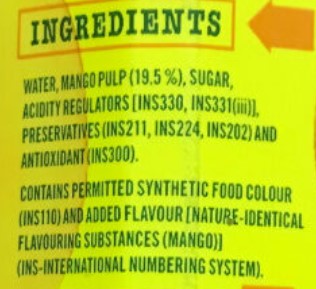 INGREDIENTS
WATER, MANGO PULP (19.5 %), SUGAR,
ACIDITY REGULATORS [INS330, INS331(iii)],
PRESERVATIVES (INS211, INS224, INS202) AND
ANTIOXIDANT (INS300).
CONTAINS PERMITTED SYNTHETIC FOOD COLOUR
(INS110) AND ADDED FLAVOUR [NATURE-IDENTICAL
FLAVOURING SUBSTANCES (MANGO)]
(INS-INTERNATIONAL NUMBERING SYSTEM).